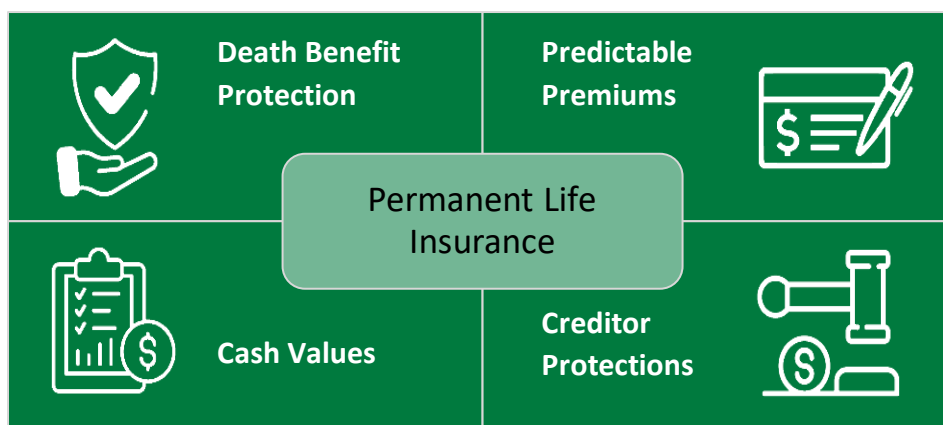 Death Benefit
Protection
Predictable
Premiums
$
Permanent Life
Insurance
$
Cash Values
Creditor
Protections
$